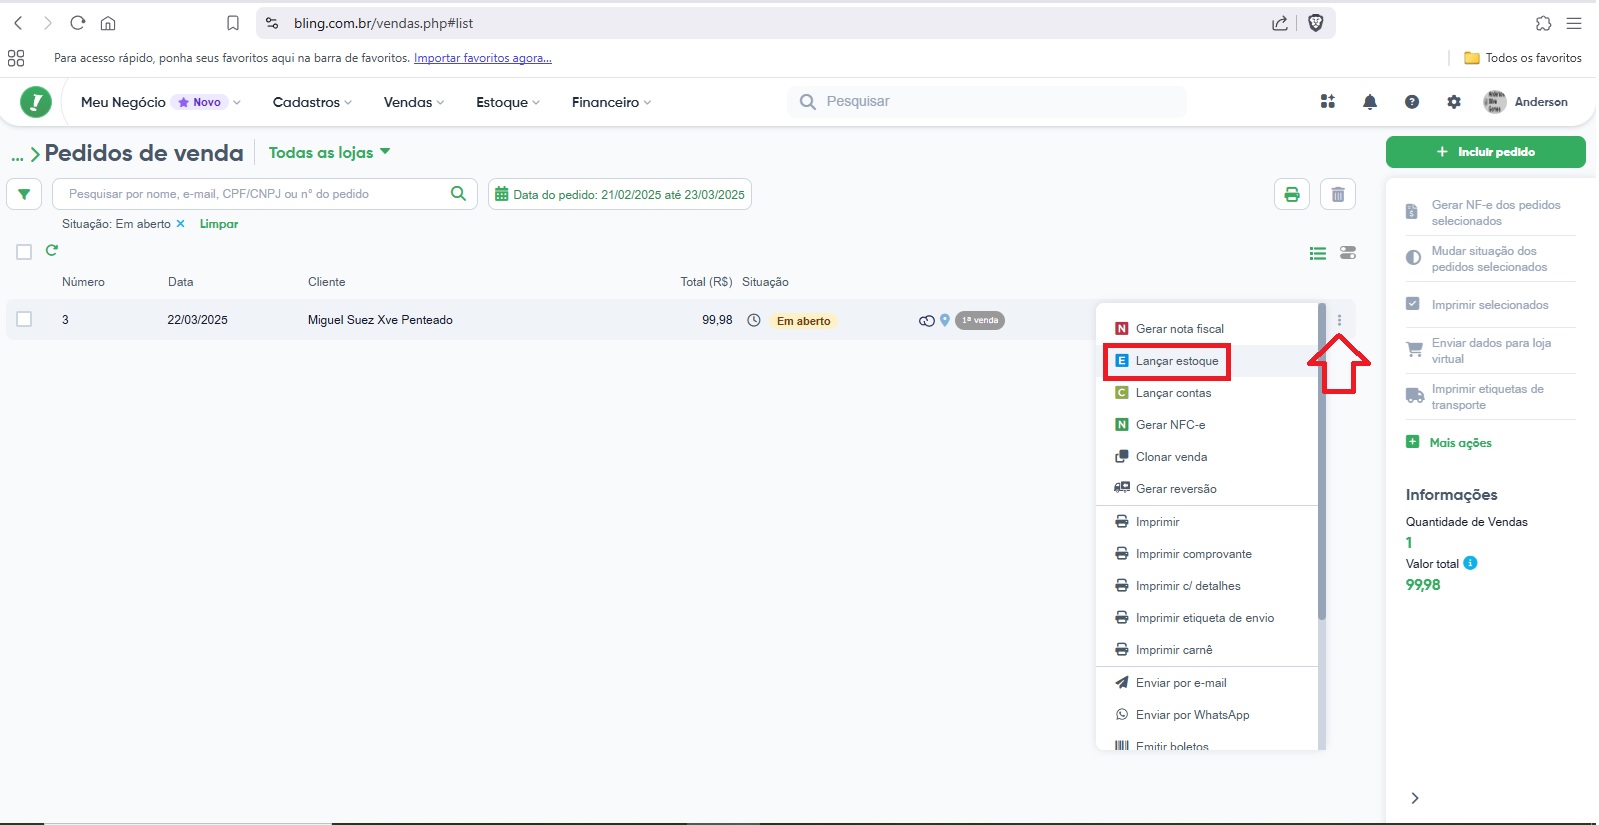 bling.com.br/vendas.php#list
Para acesso rápido, ponha seus favoritos aqui na barra de favoritos. Importar favoritos agora...
Todos os favoritos
Meu Negócio Novo Cadastros Vendas Estoque Financeiro Pesquisar Anderson
... Pedidos de venda Todas as lojas
+ Incluir pedido
Pesquisar por nome, e-mail, CPF/CNPJ ou n° do pedido Data do pedido: 21/02/2025 até 23/03/2025
Situação: Em aberto × Limpar
Número Data Cliente Total (R$) Situação
3 22/03/2025 Miguel Suez Xve Penteado 99,98 Em aberto 1ª venda
N Gerar nota fiscal
E Lançar estoque
C Lançar contas
N Gerar NFC-e
Clonar venda
Gerar reversão
Imprimir
Imprimir comprovante
Imprimir c/ detalhes
Imprimir etiqueta de envio
Imprimir carnê
Enviar por e-mail
Enviar por WhatsApp
Emitir boletos
Gerar NF-e dos pedidos
selecionados
Mudar situação dos
pedidos selecionados
Imprimir selecionados
Enviar dados para loja
virtual
Imprimir etiquetas de
transporte
Mais ações
Informações
Quantidade de Vendas
1
Valor total
99,98